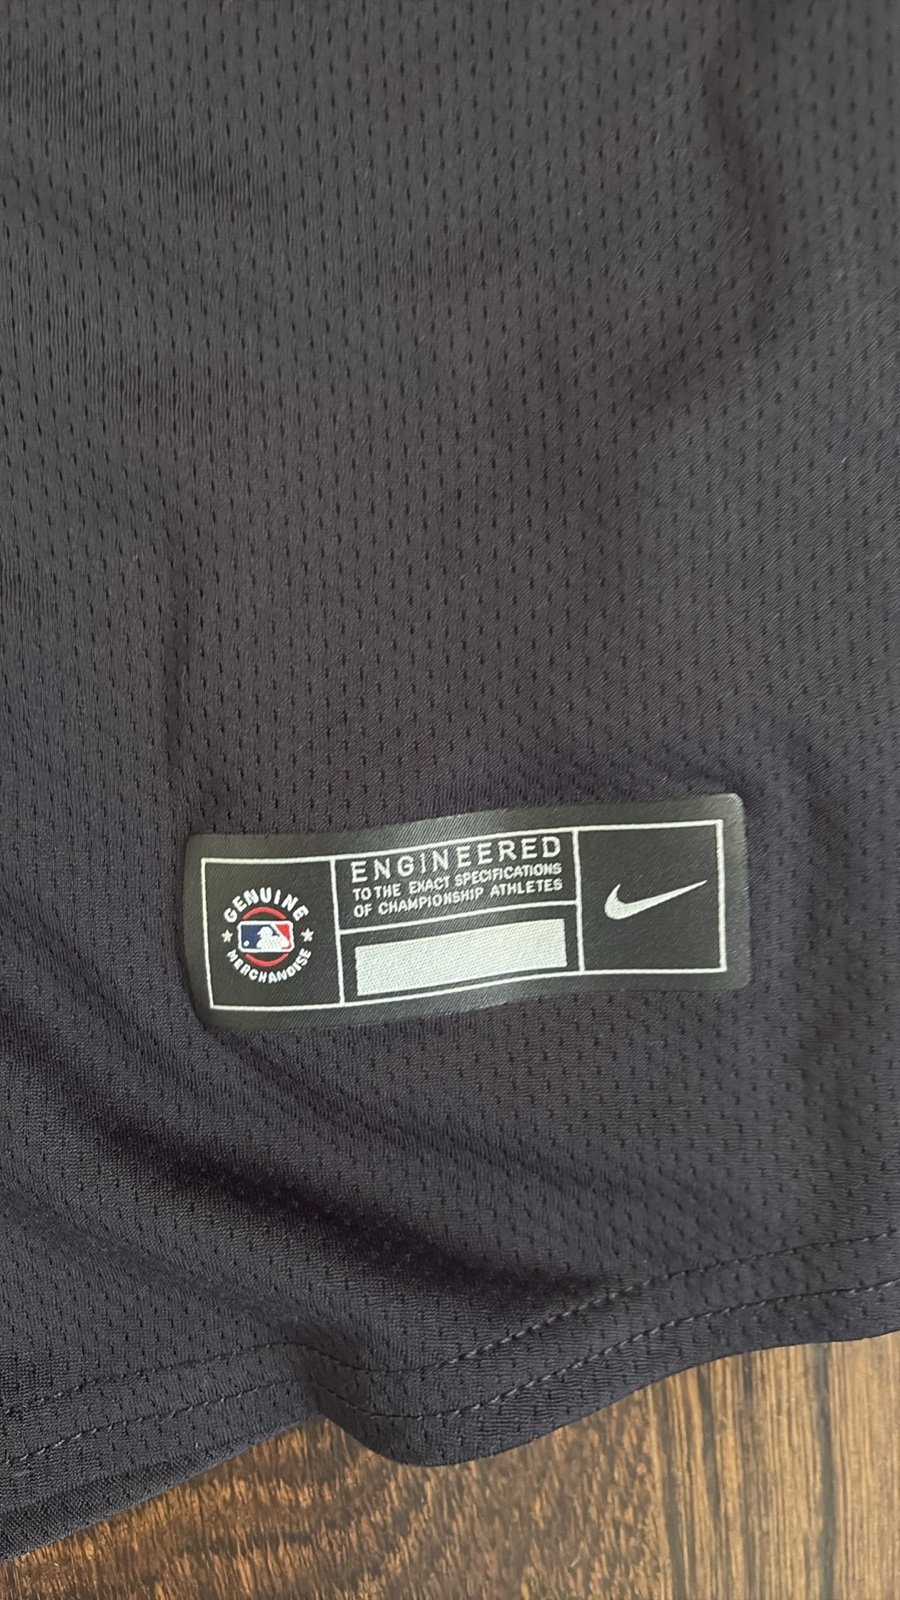 GENUINE
MERCHANDISE
ENGINEERED
TO THE EXACT SPECIFICATIONS
OF CHAMPIONSHIP ATHLETES